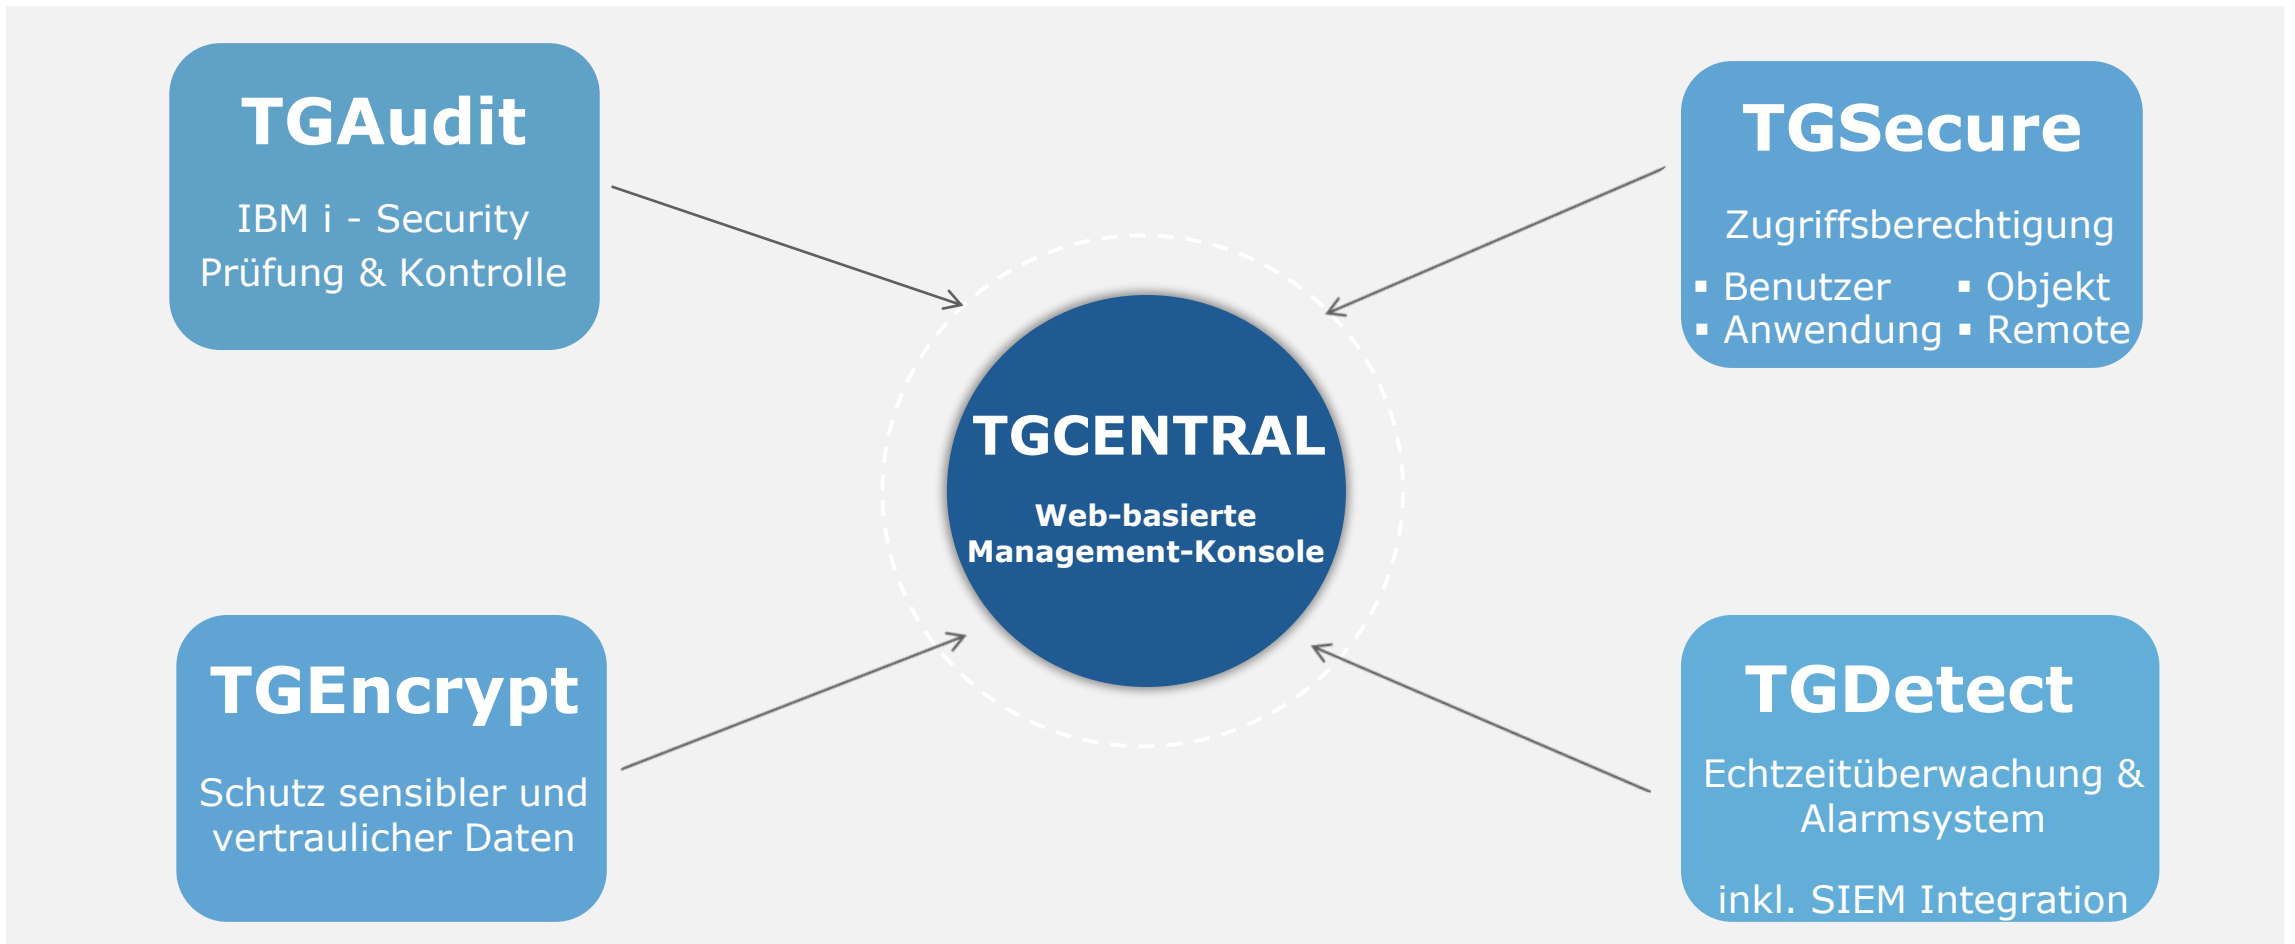 TGAudit
IBM i - Security
Prüfung & Kontrolle
TGSecure
Zugriffsberechtigung
▪ Benutzer ▪ Objekt
▪ Anwendung ▪ Remote
TGCENTRAL
Web-basierte
Management-Konsole
TGEncrypt
Schutz sensibler und
vertraulicher Daten
TGDetect
Echtzeitüberwachung &
Alarmsystem
inkl. SIEM Integration